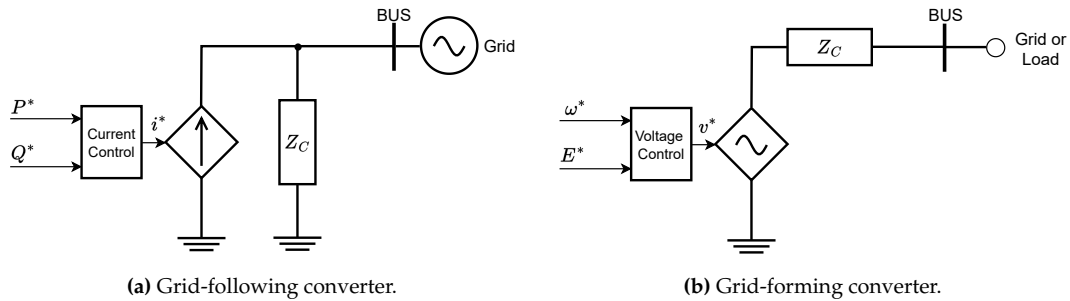 BUS
Grid
P*
Q*
Current
Control
i*
Z_C
(a) Grid-following converter.
BUS
Z_C
Grid or
Load
ω*
E*
Voltage
Control
v*
(b) Grid-forming converter.